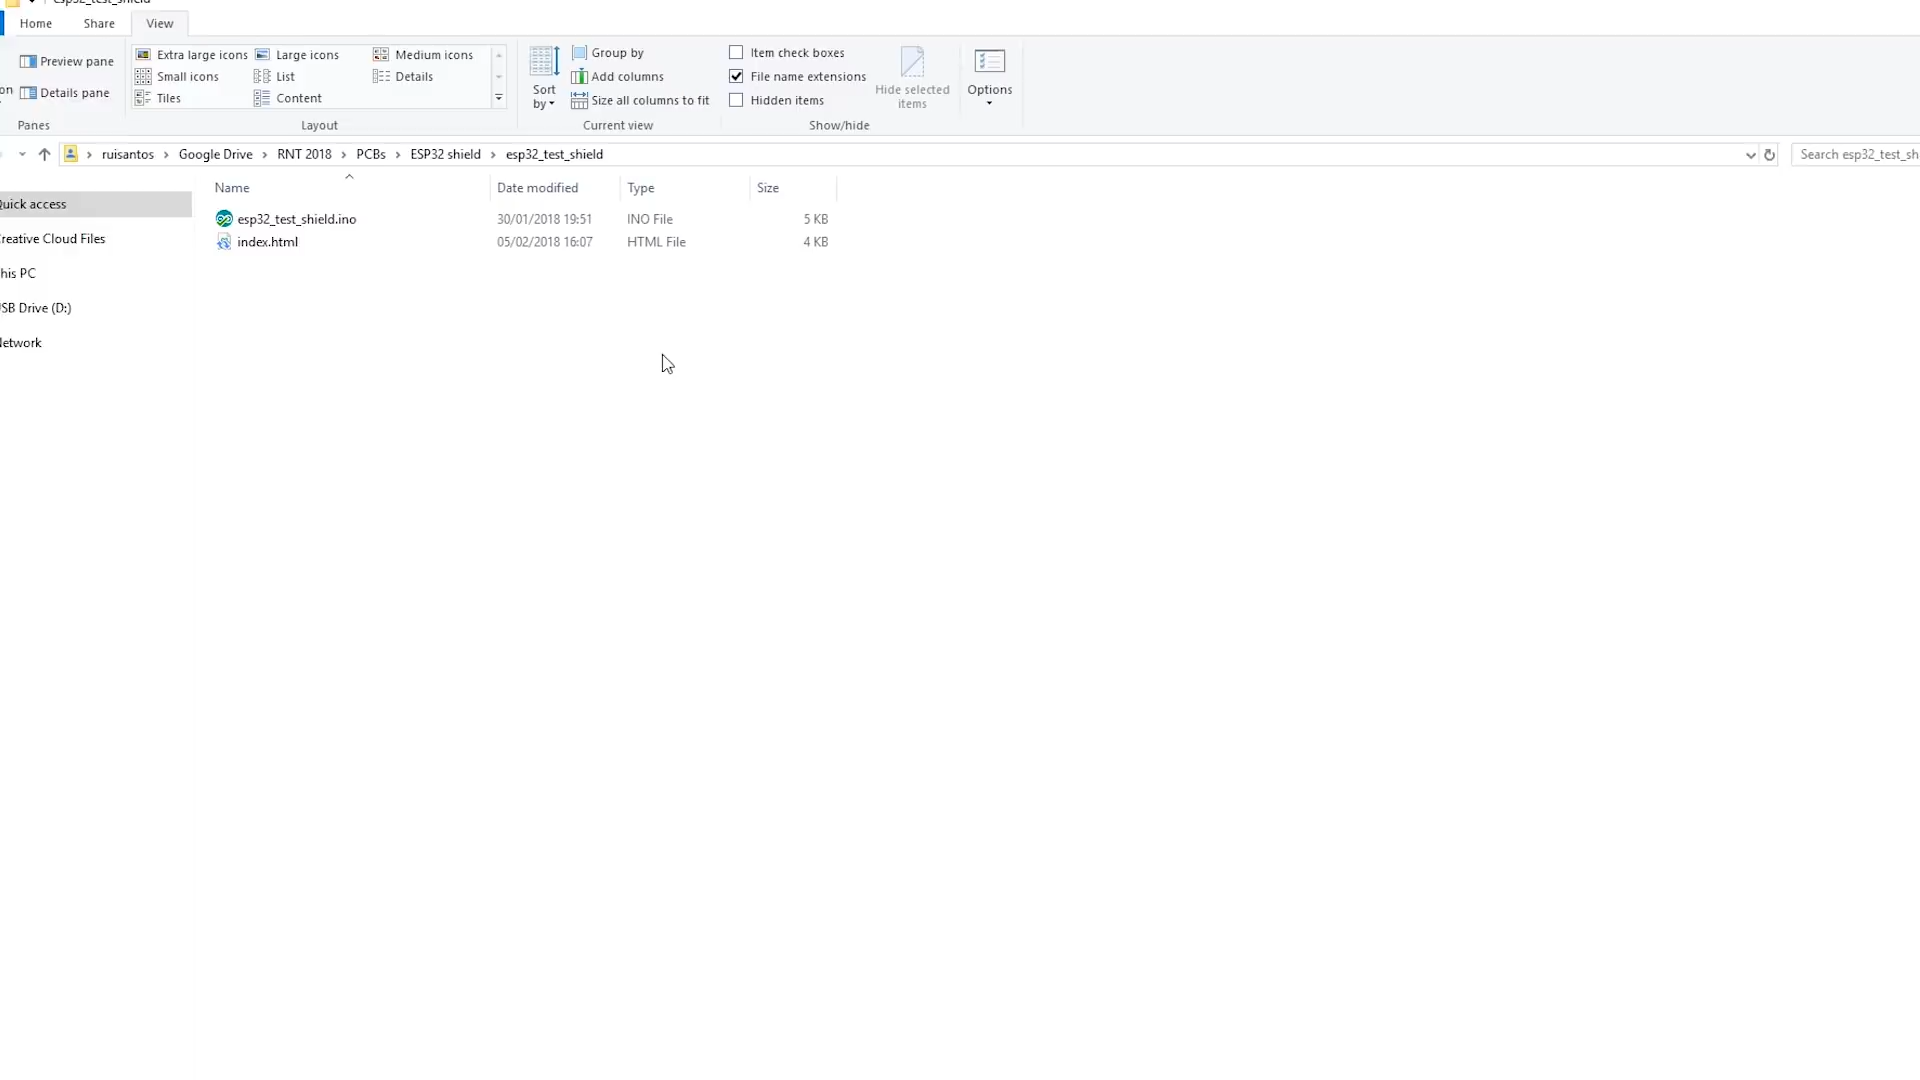 esp32_test_shield
Home Share View
Preview pane
Details pane
Panes
Extra large icons Large icons Medium icons
Small icons List Details
Tiles Content
Layout
Sort by
Group by
Add columns
Size all columns to fit
Current view
Item check boxes
File name extensions
Hidden items
Hide selected items
Show/hide
Options
ruisantos › Google Drive › RNT 2018 › PCBs › ESP32 shield › esp32_test_shield
Search esp32_test_sh
Name Date modified Type Size
esp32_test_shield.ino 30/01/2018 19:51 INO File 5 KB
index.html 05/02/2018 16:07 HTML File 4 KB
Quick access
reative Cloud Files
his PC
SB Drive (D:)
etwork